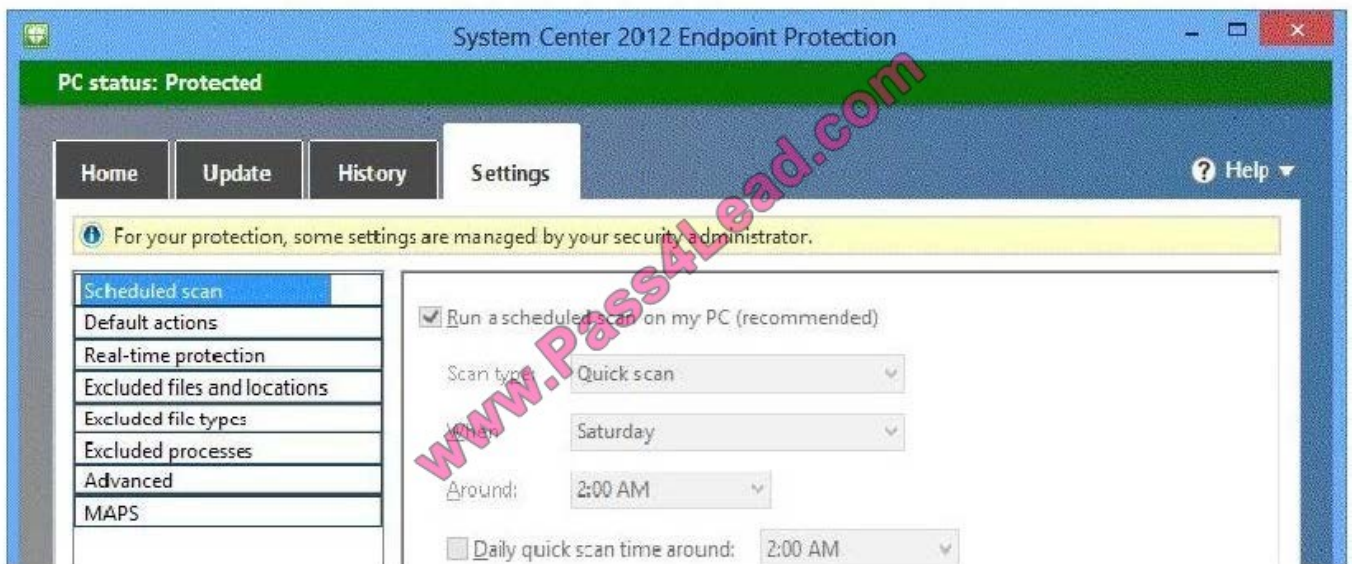 System Center 2012 Endpoint Protection
PC status: Protected
Home
Update
History
Settings
Help
For your protection, some settings are managed by your security administrator.
Scheduled scan
Default actions
Real-time protection
Excluded files and locations
Excluded file types
Excluded processes
Advanced
MAPS
Run a scheduled scan on my PC (recommended)
Scan type: Quick scan
When Saturday
Around: 2:00 AM
Daily quick scan time around: 2:00 AM
www.Pass4Lead.com